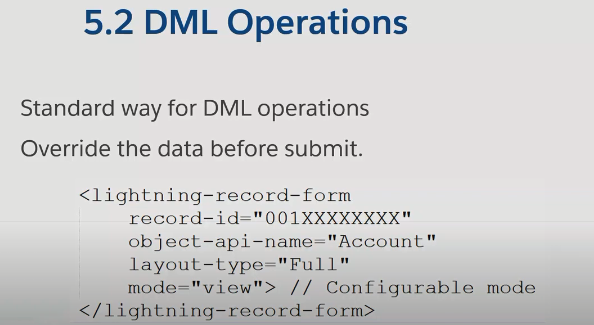 5.2 DML Operations
Standard way for DML operations
Override the data before submit.
<lightning-record-form
record-id="001XXXXXXXX"
object-api-name="Account"
layout-type="Full"
mode="view"> // Configurable mode
</lightning-record-form>